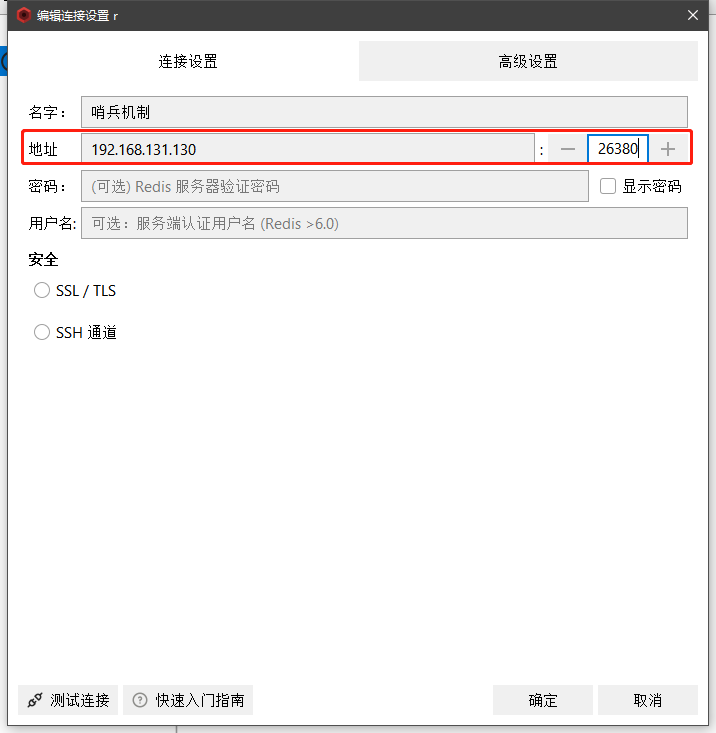 编辑连接设置 r
连接设置 高级设置
名字： 哨兵机制
地址 192.168.131.130 : 26380
密码： (可选) Redis 服务器验证密码 显示密码
用户名: 可选：服务端认证用户名 (Redis >6.0)
安全
SSL / TLS
SSH 通道
测试连接 快速入门指南 确定 取消